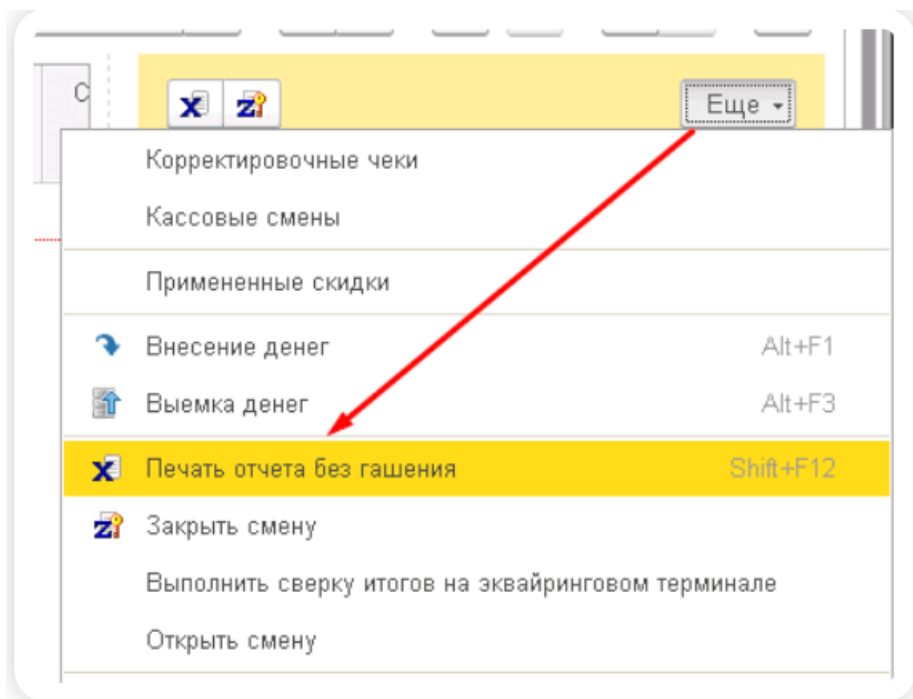 С
X Z Еще
Корректировочные чеки
Кассовые смены
Примененные скидки
Внесение денег Alt+F1
Выемка денег Alt+F3
X Печать отчета без гашения Shift+F12
Z Закрыть смену
Выполнить сверку итогов на эквайринговом терминале
Открыть смену